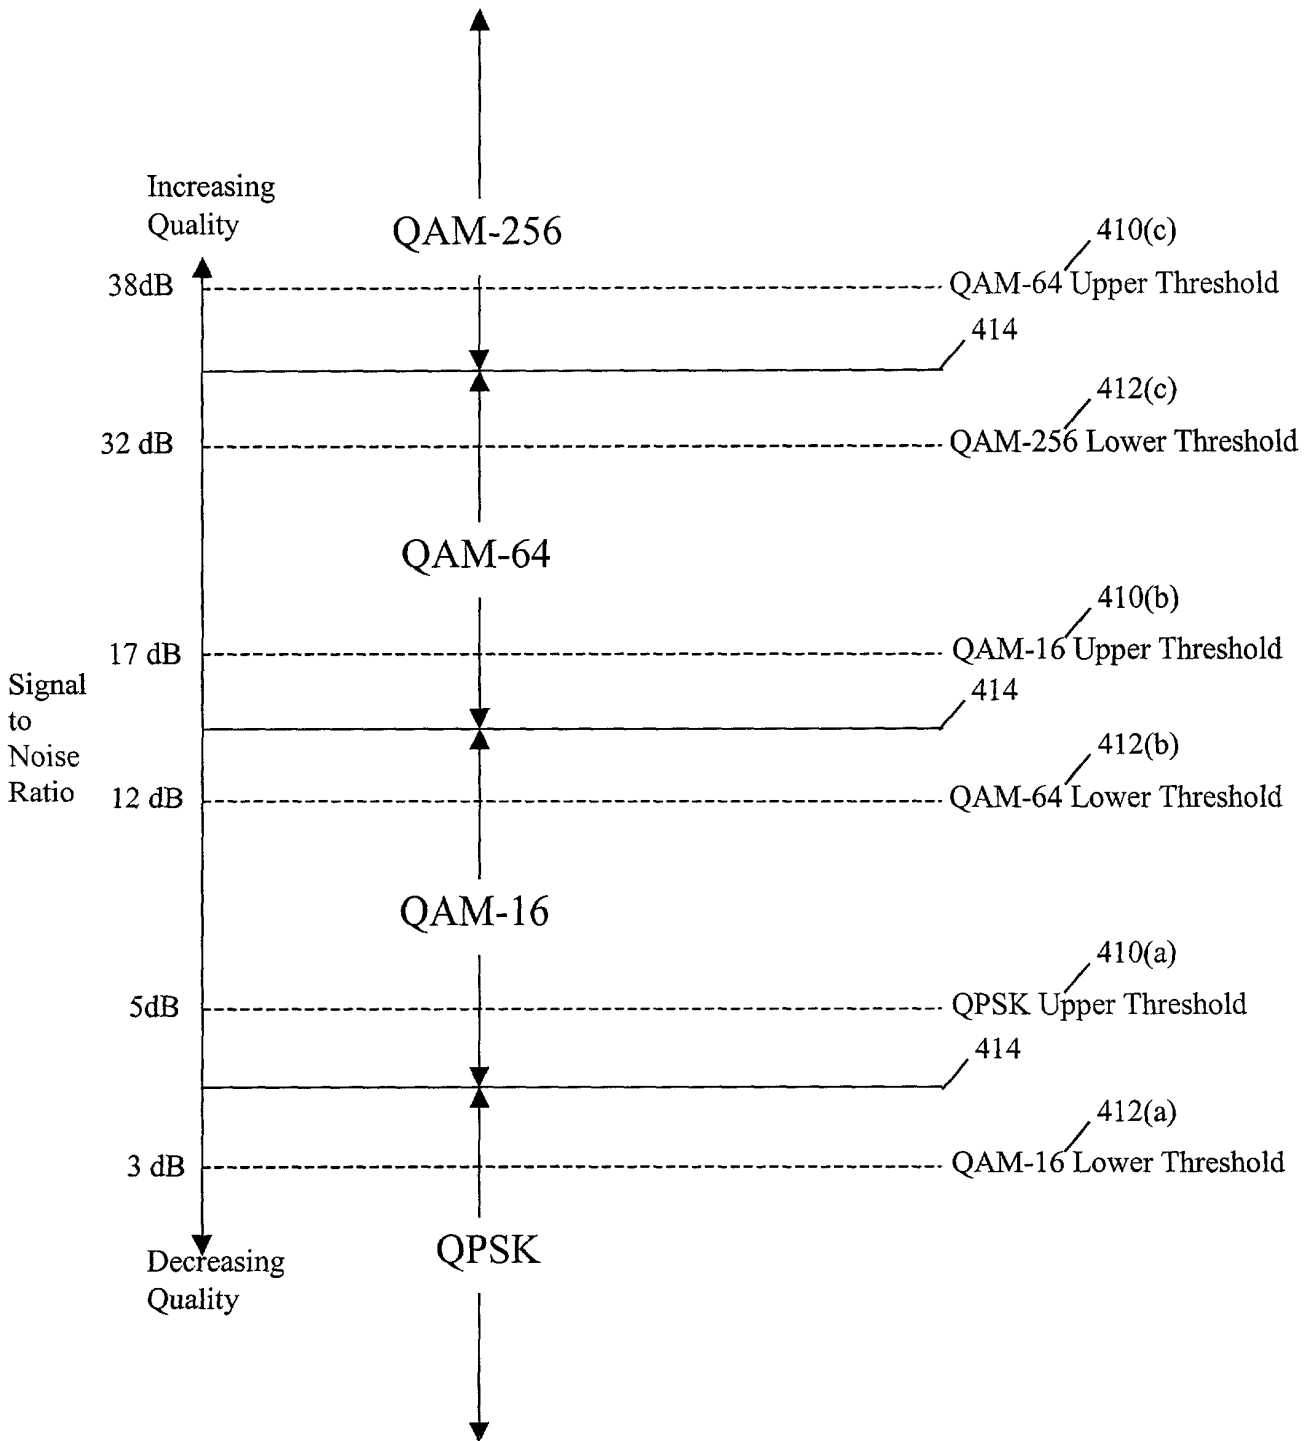 Increasing
Quality
QAM-256
410(c)
38dB
QAM-64 Upper Threshold
414
412(c)
32 dB
QAM-256 Lower Threshold
QAM-64
410(b)
17 dB
QAM-16 Upper Threshold
Signal
to
Noise
Ratio
414
412(b)
12 dB
QAM-64 Lower Threshold
QAM-16
410(a)
5dB
QPSK Upper Threshold
414
412(a)
3 dB
QAM-16 Lower Threshold
QPSK
Decreasing
Quality